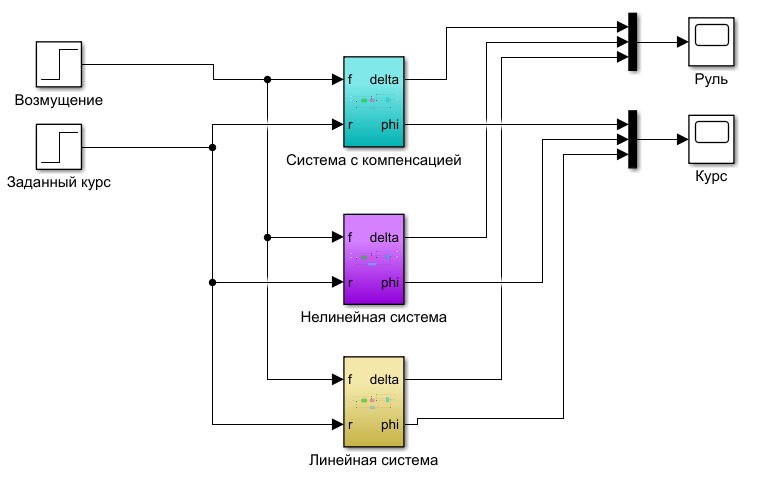 Возмущение
Заданный курс
f delta
r phi
Система с компенсацией
f delta
r phi
Нелинейная система
f delta
r phi
Линейная система
Руль
Курс